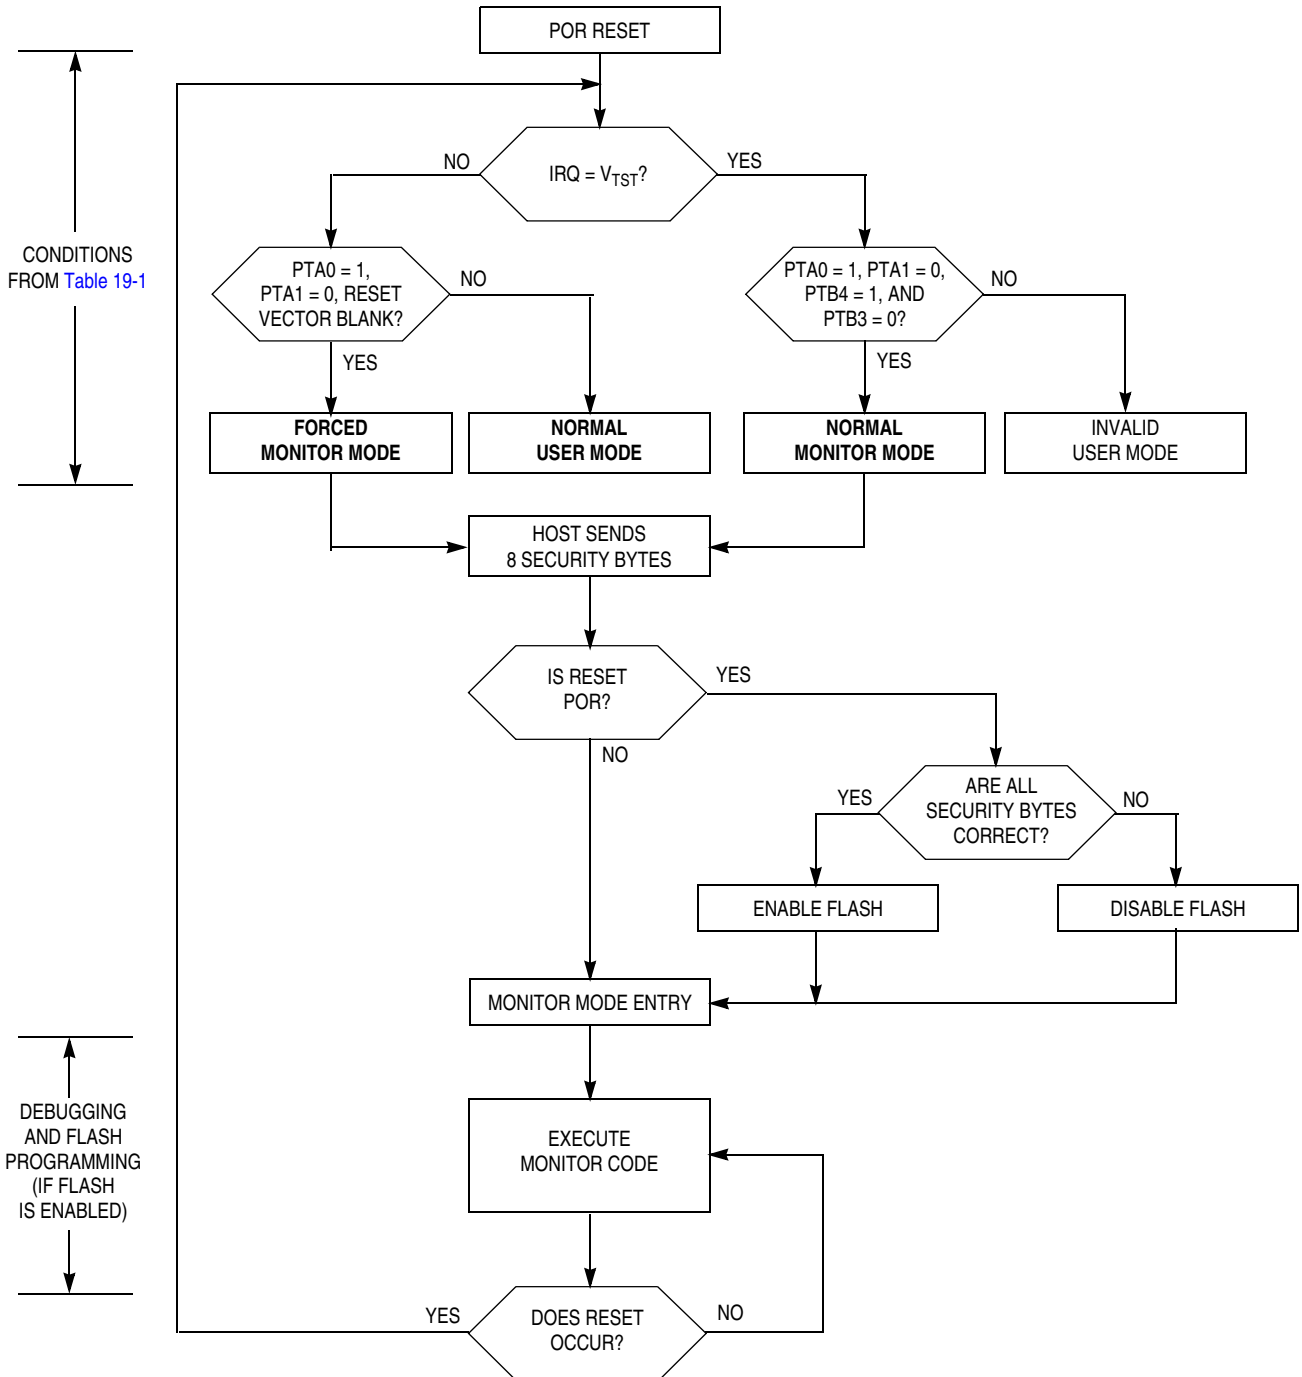 POR RESET
NO
YES
IRQ = VTST?
CONDITIONS
FROM Table 19-1
PTA0 = 1,
PTA1 = 0, RESET
VECTOR BLANK?
NO
YES
PTA0 = 1, PTA1 = 0,
PTB4 = 1, AND
PTB3 = 0?
NO
YES
FORCED
MONITOR MODE
NORMAL
USER MODE
NORMAL
MONITOR MODE
INVALID
USER MODE
HOST SENDS
8 SECURITY BYTES
IS RESET
POR?
YES
NO
ARE ALL
SECURITY BYTES
CORRECT?
YES
NO
ENABLE FLASH
DISABLE FLASH
MONITOR MODE ENTRY
DEBUGGING
AND FLASH
PROGRAMMING
(IF FLASH
IS ENABLED)
EXECUTE
MONITOR CODE
YES
DOES RESET
OCCUR?
NO